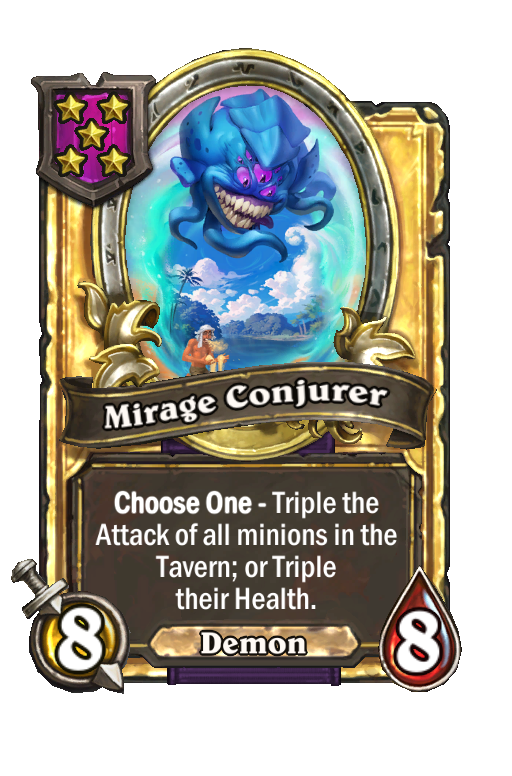 Mirage Conjurer
Choose One - Triple the
Attack of all minions in the
Tavern; or Triple
their Health.
8
Demon
8